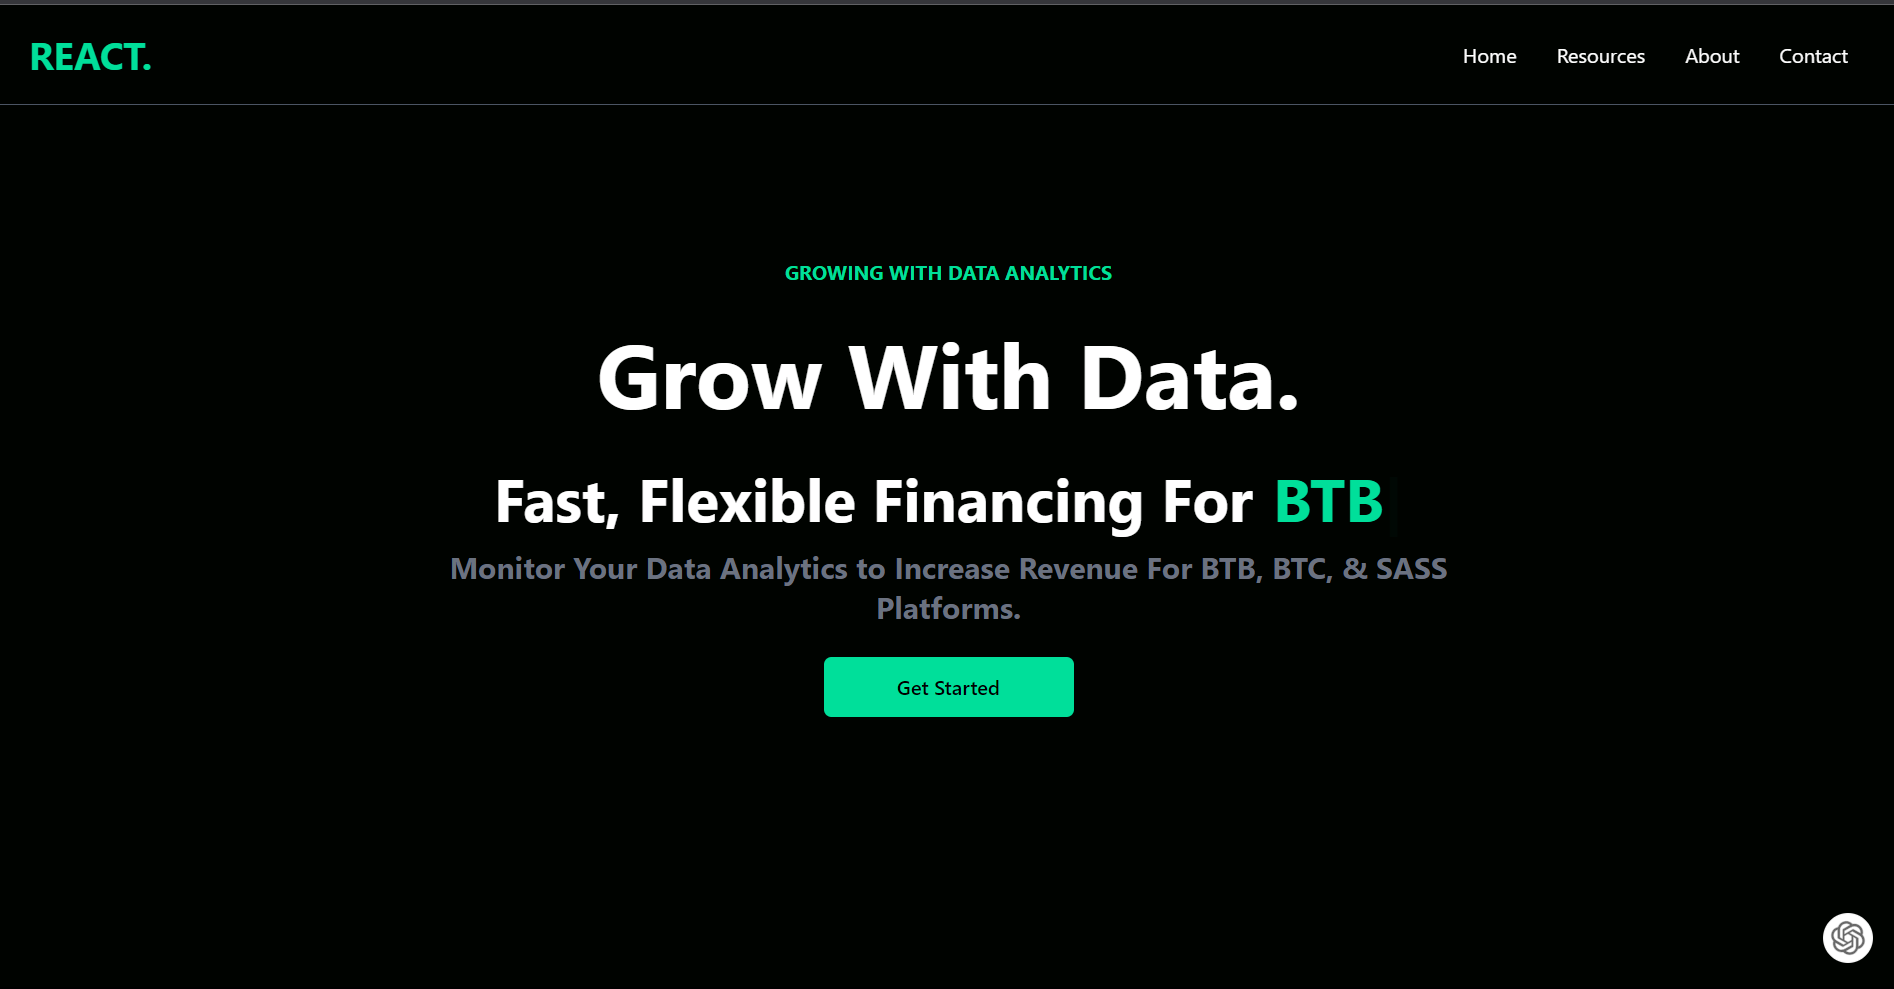 REACT.
Home Resources About Contact
GROWING WITH DATA ANALYTICS
Grow With Data.
Fast, Flexible Financing For BTB
Monitor Your Data Analytics to Increase Revenue For BTB, BTC, & SASS
Platforms.
Get Started